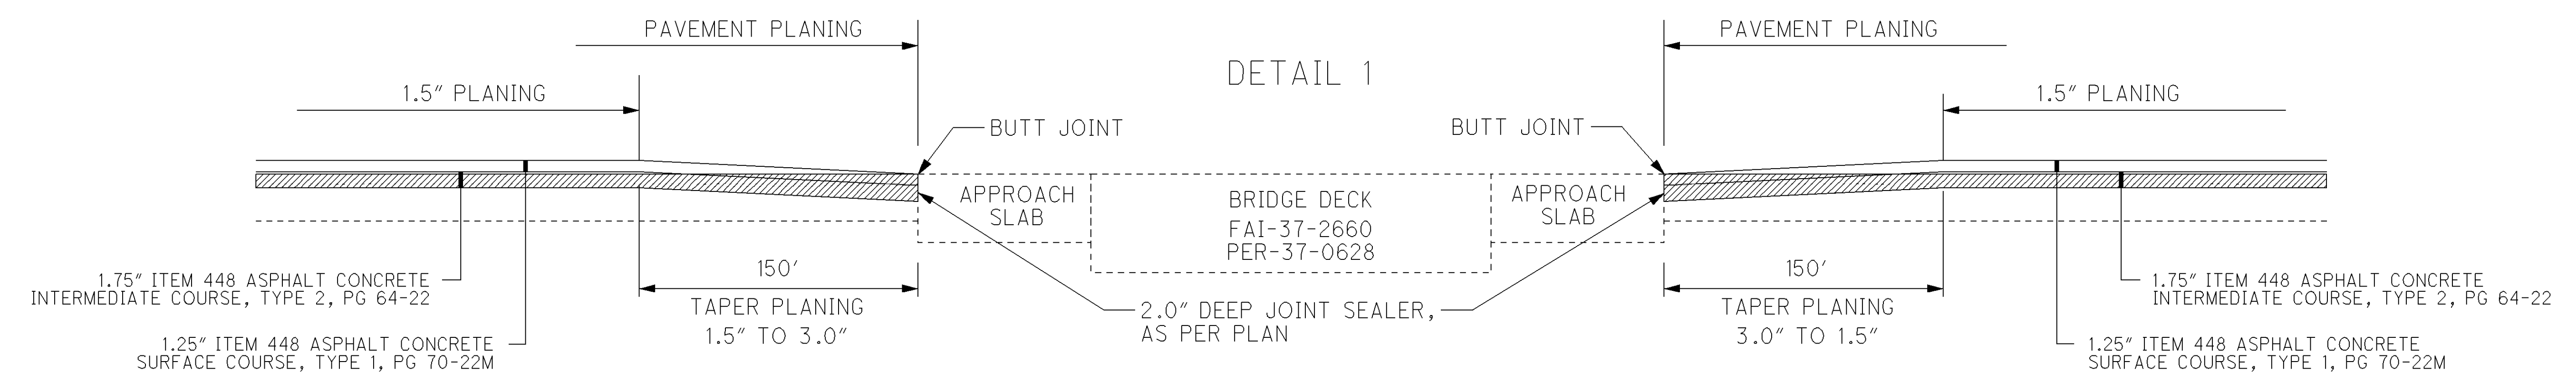 PAVEMENT PLANING
PAVEMENT PLANING
DETAIL 1
1.5" PLANING
1.5" PLANING
BUTT JOINT
BUTT JOINT
APPROACH
SLAB
BRIDGE DECK
FAI-37-2660
PER-37-0628
APPROACH
SLAB
1.75" ITEM 448 ASPHALT CONCRETE
INTERMEDIATE COURSE, TYPE 2, PG 64-22
150'
TAPER PLANING
1.5" TO 3.0"
2.0" DEEP JOINT SEALER,
AS PER PLAN
150'
TAPER PLANING
3.0" TO 1.5"
1.75" ITEM 448 ASPHALT CONCRETE
INTERMEDIATE COURSE, TYPE 2, PG 64-22
1.25" ITEM 448 ASPHALT CONCRETE
SURFACE COURSE, TYPE 1, PG 70-22M
1.25" ITEM 448 ASPHALT CONCRETE
SURFACE COURSE, TYPE 1, PG 70-22M